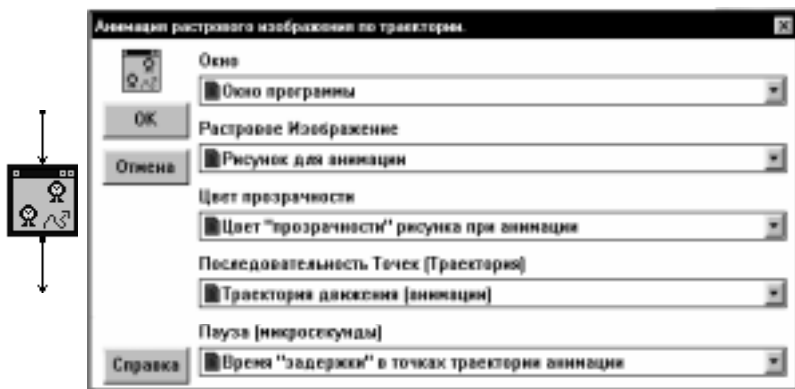 Анимация растрового изображения по траектории.
Окно
Окно программы
OK
Растровое Изображение
Рисунок для анимации
Отмена
Цвет прозрачности
Цвет "прозрачности" рисунка при анимации
Последовательность Точек (Траектория)
Траектория движения (анимации)
Пауза (микросекунды)
Время "задержки" в точках траектории анимации
Справка